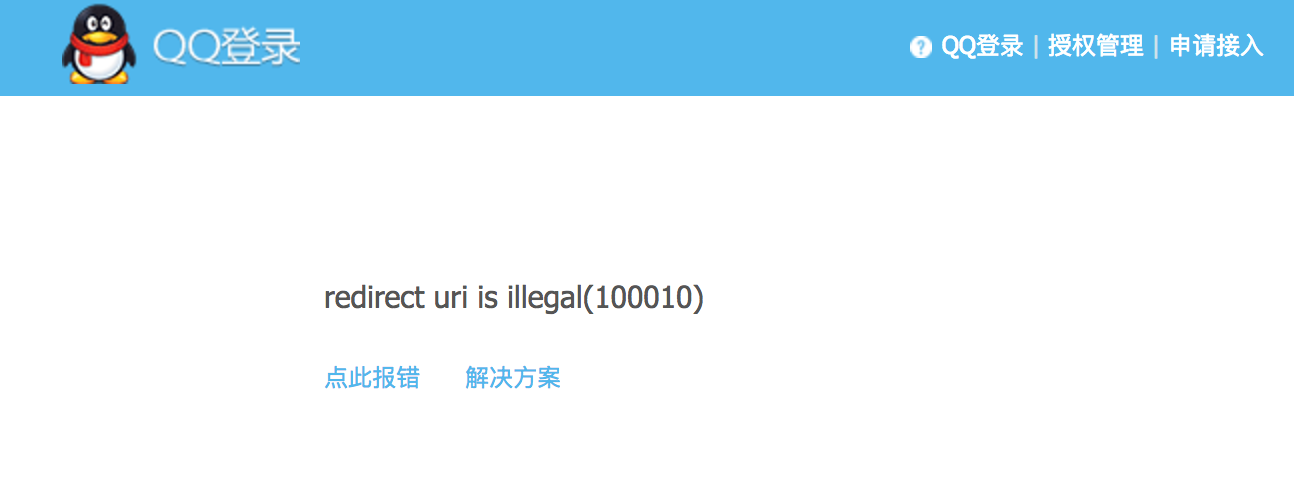 QQ登录
QQ登录 | 授权管理 | 申请接入
redirect uri is illegal(100010)
点此报错 解决方案